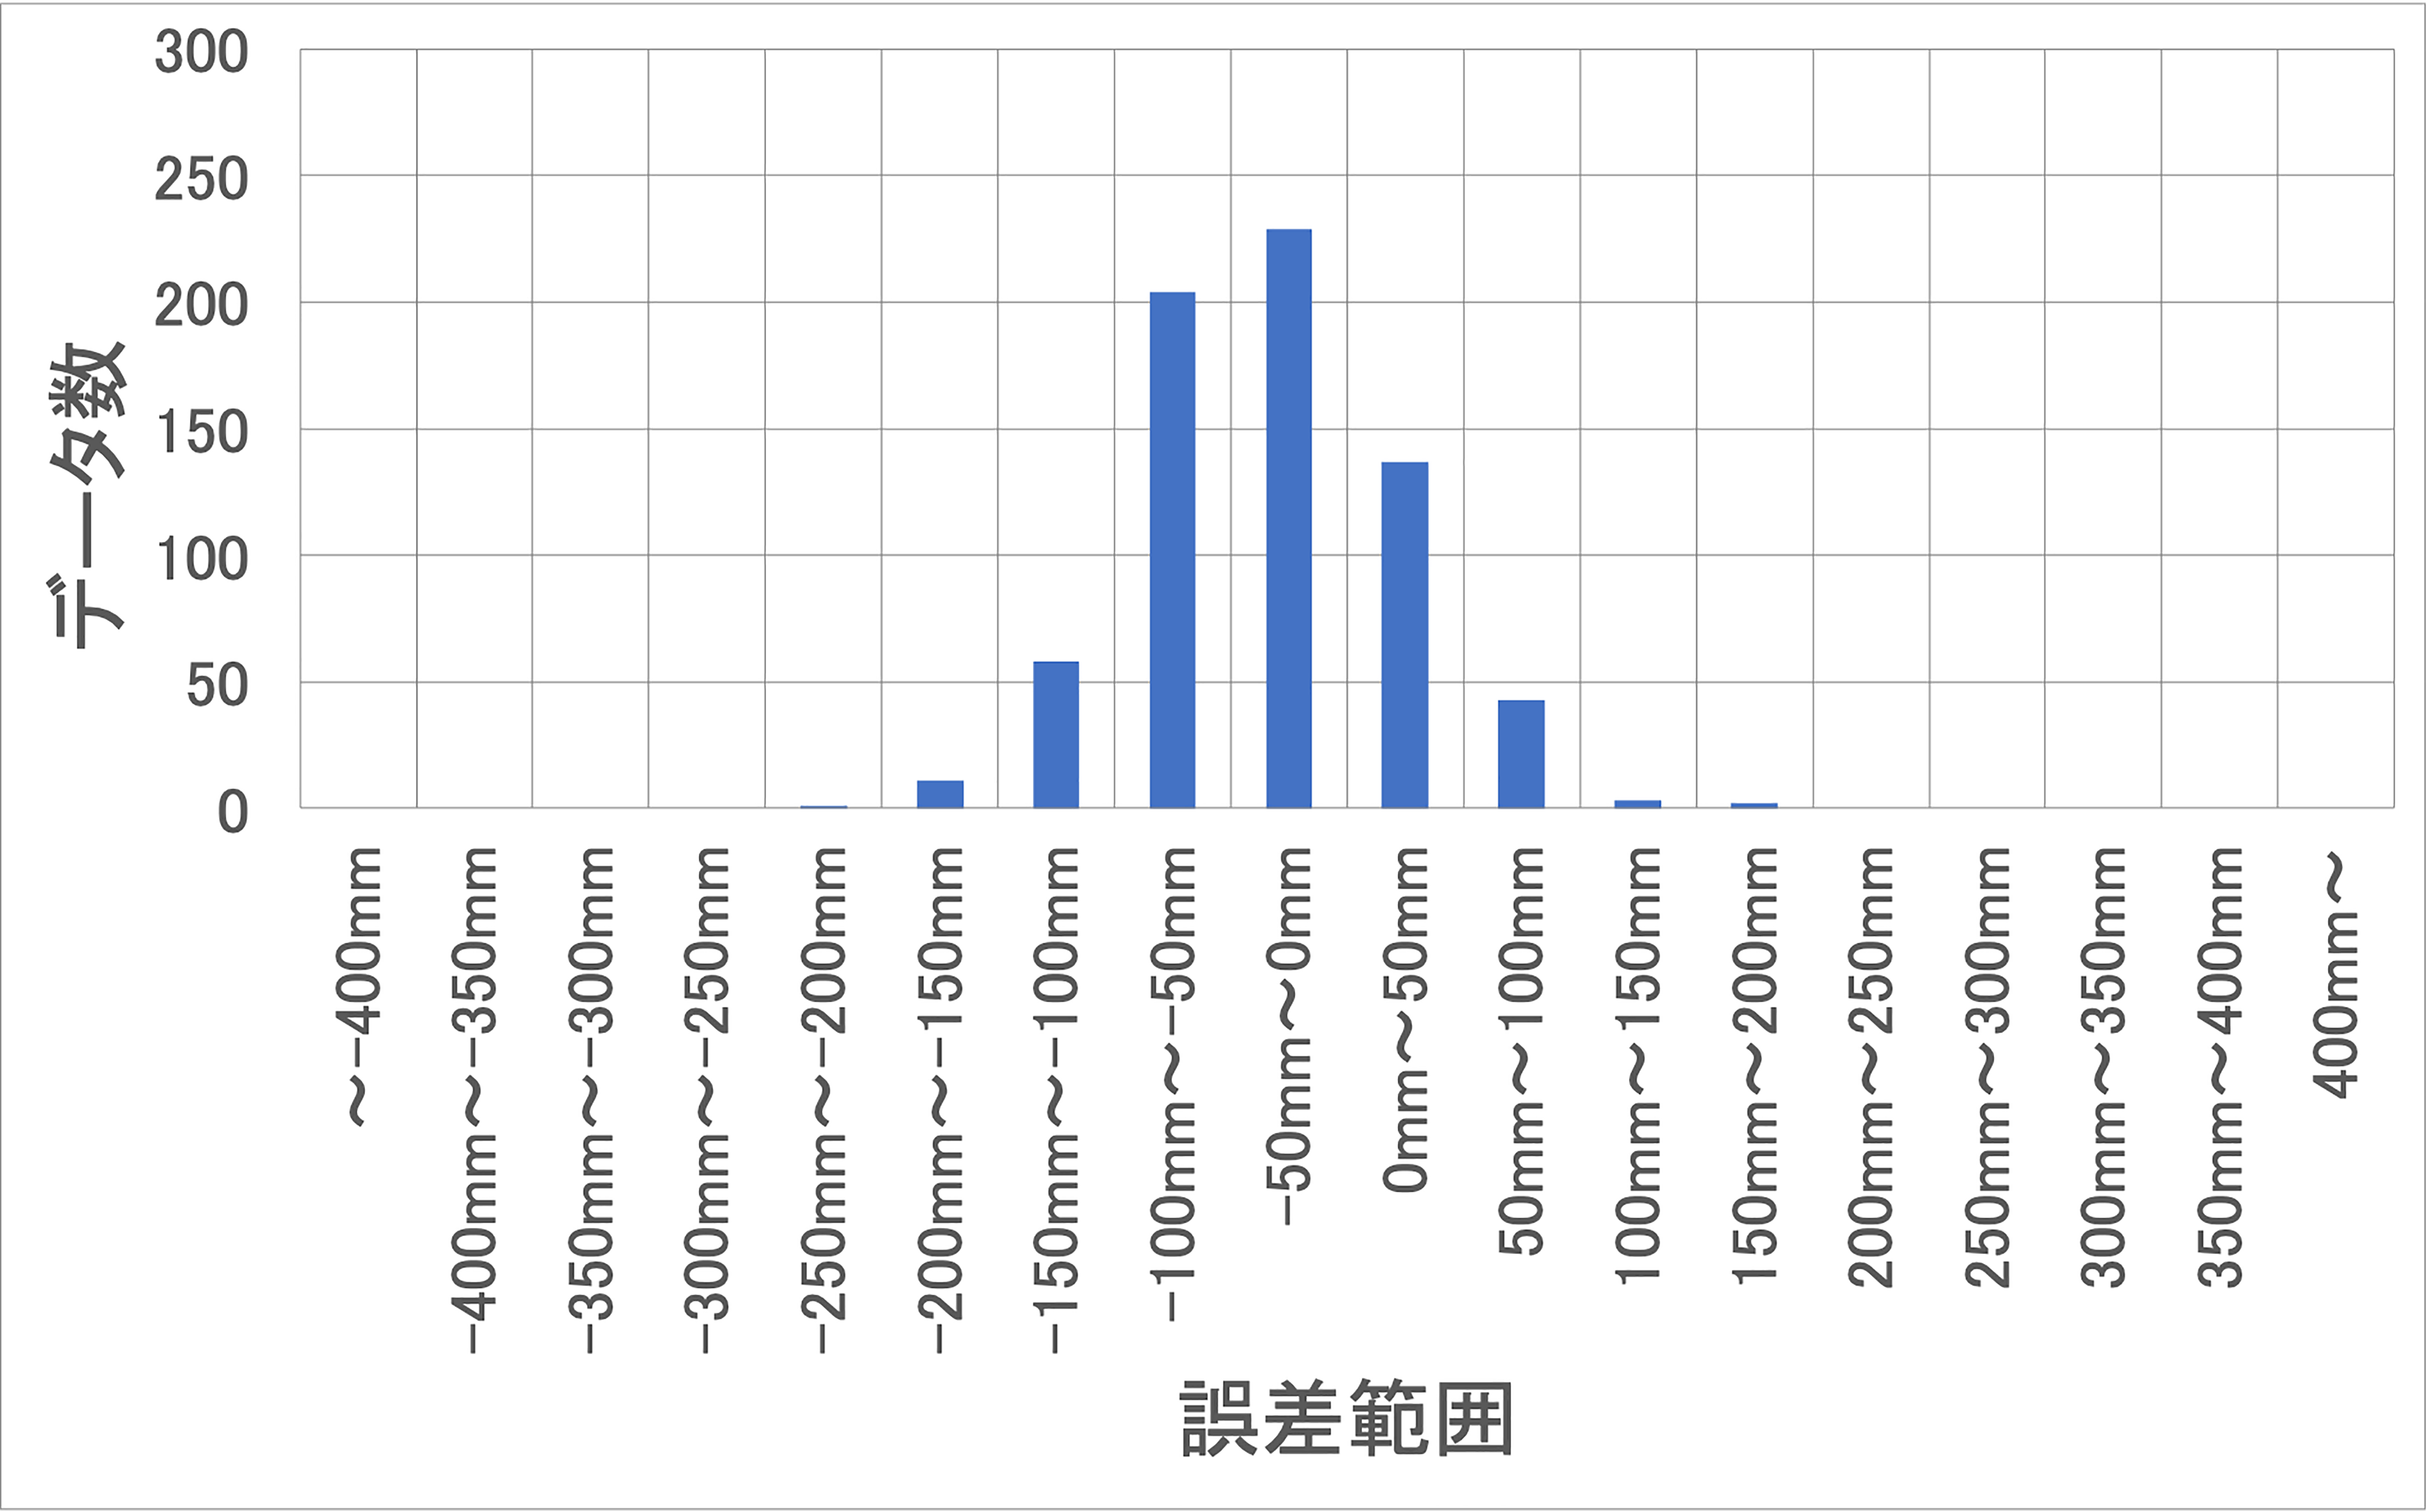 300
250
200
150
100
50
0
データ数
～-400mm
-400mm～-350mm
-350mm～-300mm
-300mm～-250mm
-250mm～-200mm
-200mm～-150mm
-150mm～-100mm
-100mm～-50mm
-50mm～0mm
0mm～50mm
50mm～100mm
100mm～150mm
150mm～200mm
200mm～250mm
250mm～300mm
300mm～350mm
350mm～400mm
400mm～
誤差範囲